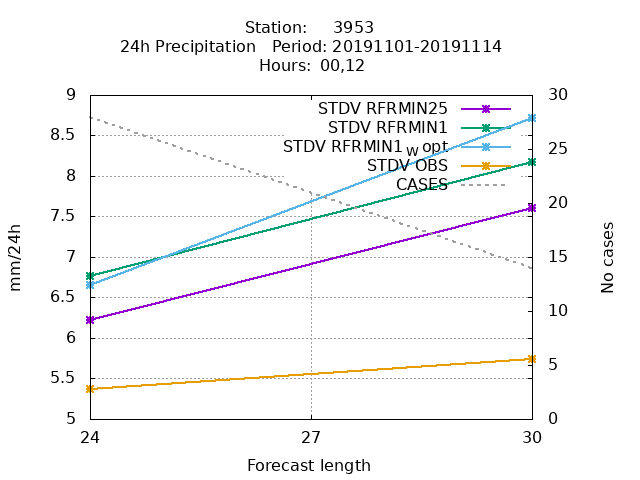 Station:     3953
24h Precipitation   Period: 20191101-20191114
Hours:  00,12
STDV RFRMIN25
STDV RFRMIN1
STDV RFRMIN1_W opt
STDV OBS
CASES
9
8.5
8
7.5
7
6.5
6
5.5
5
30
25
20
15
10
5
0
mm/24h
No cases
24
27
30
Forecast length